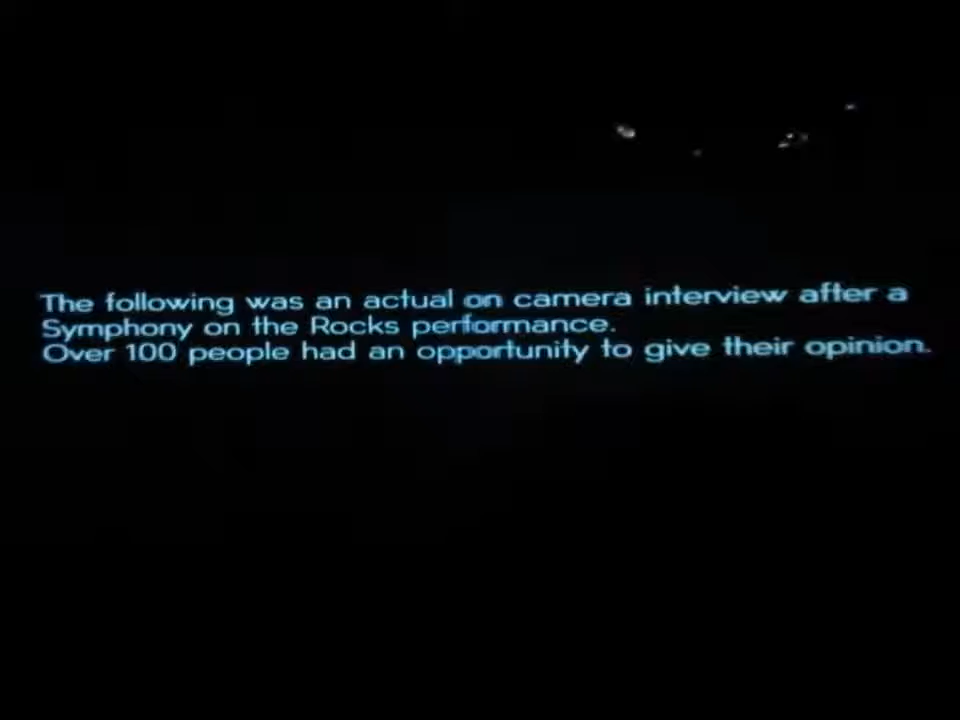 The following was an actual on camera interview after a
Symphony on the Rocks performance.
Over 100 people had an opportunity to give their opinion.